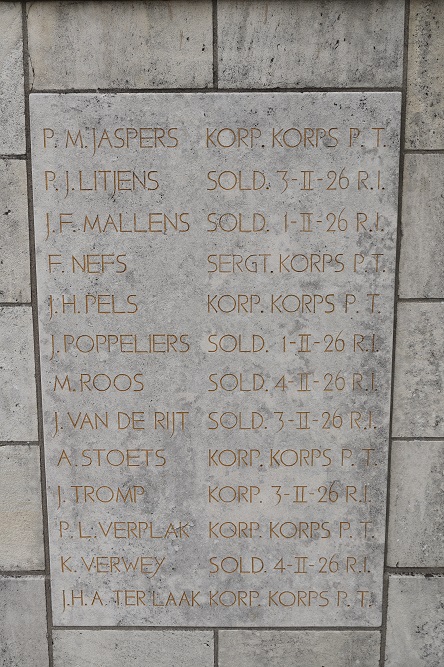 P. M. JASPERS KORP. KORPS P. T.
P. J. LITJENS SOLD. 3-II-26 R.I.
J. F. MALLENS SOLD. 1-II-26 R.I.
F. NEFS SERGT. KORPS P. T.
J. H. PELS KORP. KORPS P. T.
J. POPPELIERS SOLD. 1-II-26 R.I.
M. ROOS SOLD. 4-II-26 R.I.
J. VAN DE RIJT SOLD. 3-II-26 R.I.
A. STOETS KORP. KORPS P. T.
J. TROMP KORP. 3-II-26 R.I.
P. L. VERPLAK KORP. KORPS P. T.
K. VERWEY SOLD. 4-II-26 R.I.
J. H. A. TER LAAK KORP. KORPS P. T.